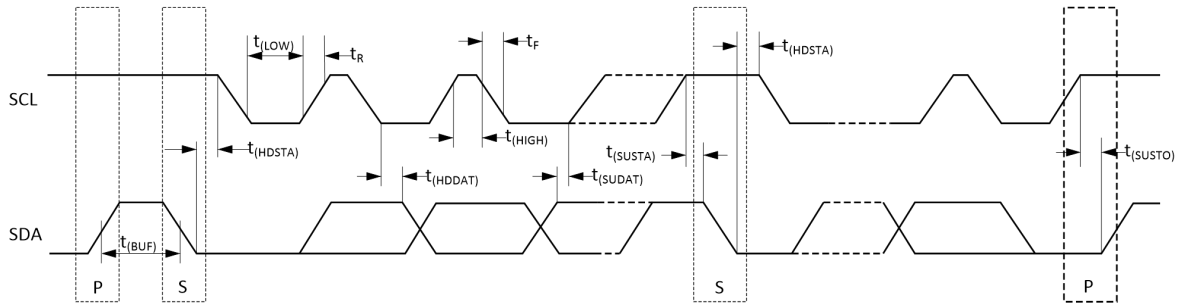 t(LOW)
tR
tF
t(HDSTA)
SCL
t(HDSTA)
t(HIGH)
t(SUSTA)
t(SUSTO)
t(HDDAT)
t(SUDAT)
SDA
t(BUF)
P
S
S
P